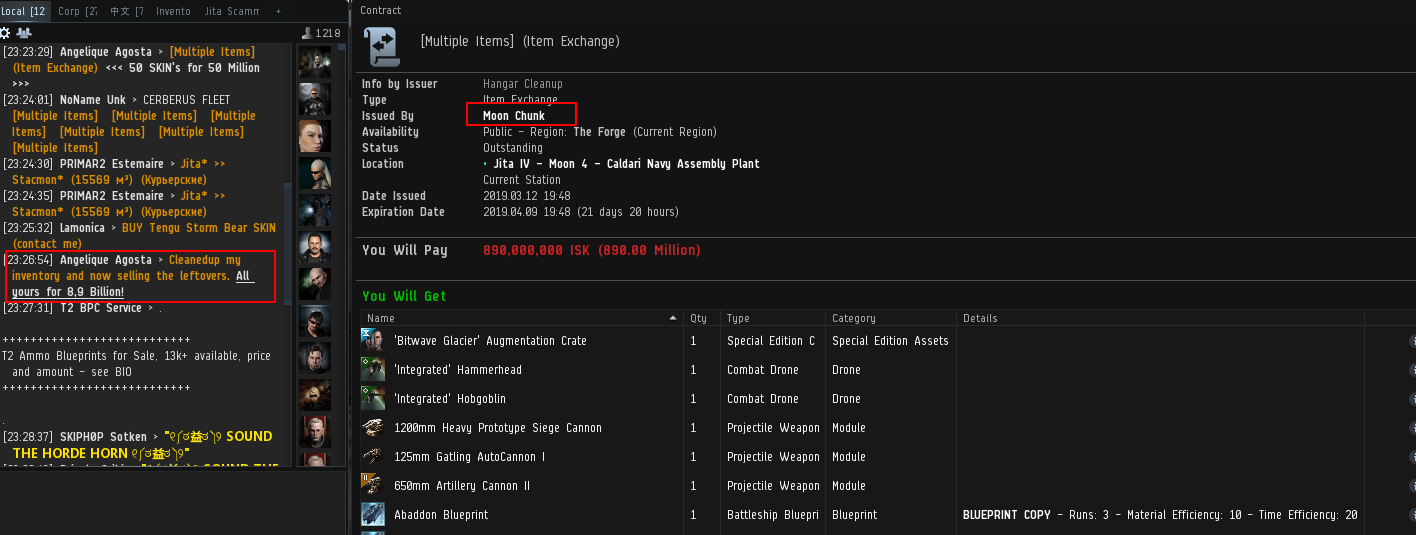 Local [12
Corp [27
中文 [7
Invento
Jita Scamm
+
1218
[23:23:29] Angelique Agosta > [Multiple Items]
(Item Exchange) <<< 50 SKIN's for 50 Million
>>>
[23:24:01] NoName Unk > CERBERUS FLEET
[Multiple Items] [Multiple Items] [Multiple
Items] [Multiple Items] [Multiple Items]
[Multiple Items]
[23:24:30] PRIMAR2 Estemaire > Jita* >>
Stacmon* (15569 м³) (Курьерские)
[23:24:35] PRIMAR2 Estemaire > Jita* >>
Stacmon* (15569 м³) (Курьерские)
[23:25:32] Lamonica > BUY Tengu Storm Bear SKIN
(contact me)
[23:26:54] Angelique Agosta > Cleanedup my
inventory and now selling the leftovers. All
yours for 8,9 Billion!
[23:27:31] T2 BPC Service > .
+++++++++++++++++++++++++++
T2 Ammo Blueprints for Sale, 13k+ available, price
and amount - see BIO
+++++++++++++++++++++++++++
.
[23:28:37] SKIPH0P Sotken > "୧༼ಠ益ಠ༽୨ SOUND
THE HORDE HORN ୧༼ಠ益ಠ༽୨"
Contract
[Multiple Items] (Item Exchange)
Info by Issuer Hangar Cleanup
Type Item Exchange
Issued By Moon Chunk
Availability Public - Region: The Forge (Current Region)
Status Outstanding
Location • Jita IV - Moon 4 - Caldari Navy Assembly Plant
Current Station
Date Issued 2019.03.12 19:48
Expiration Date 2019.04.09 19:48 (21 days 20 hours)
You Will Pay 890,000,000 ISK (890.00 Million)
You Will Get
Name Qty Type Category Details
'Bitwave Glacier' Augmentation Crate 1 Special Edition C Special Edition Assets
'Integrated' Hammerhead 1 Combat Drone Drone
'Integrated' Hobgoblin 1 Combat Drone Drone
1200mm Heavy Prototype Siege Cannon 1 Projectile Weapon Module
125mm Gatling AutoCannon I 1 Projectile Weapon Module
650mm Artillery Cannon II 1 Projectile Weapon Module
Abaddon Blueprint 1 Battleship Bluepri Blueprint BLUEPRINT COPY - Runs: 3 - Material Efficiency: 10 - Time Efficiency: 20